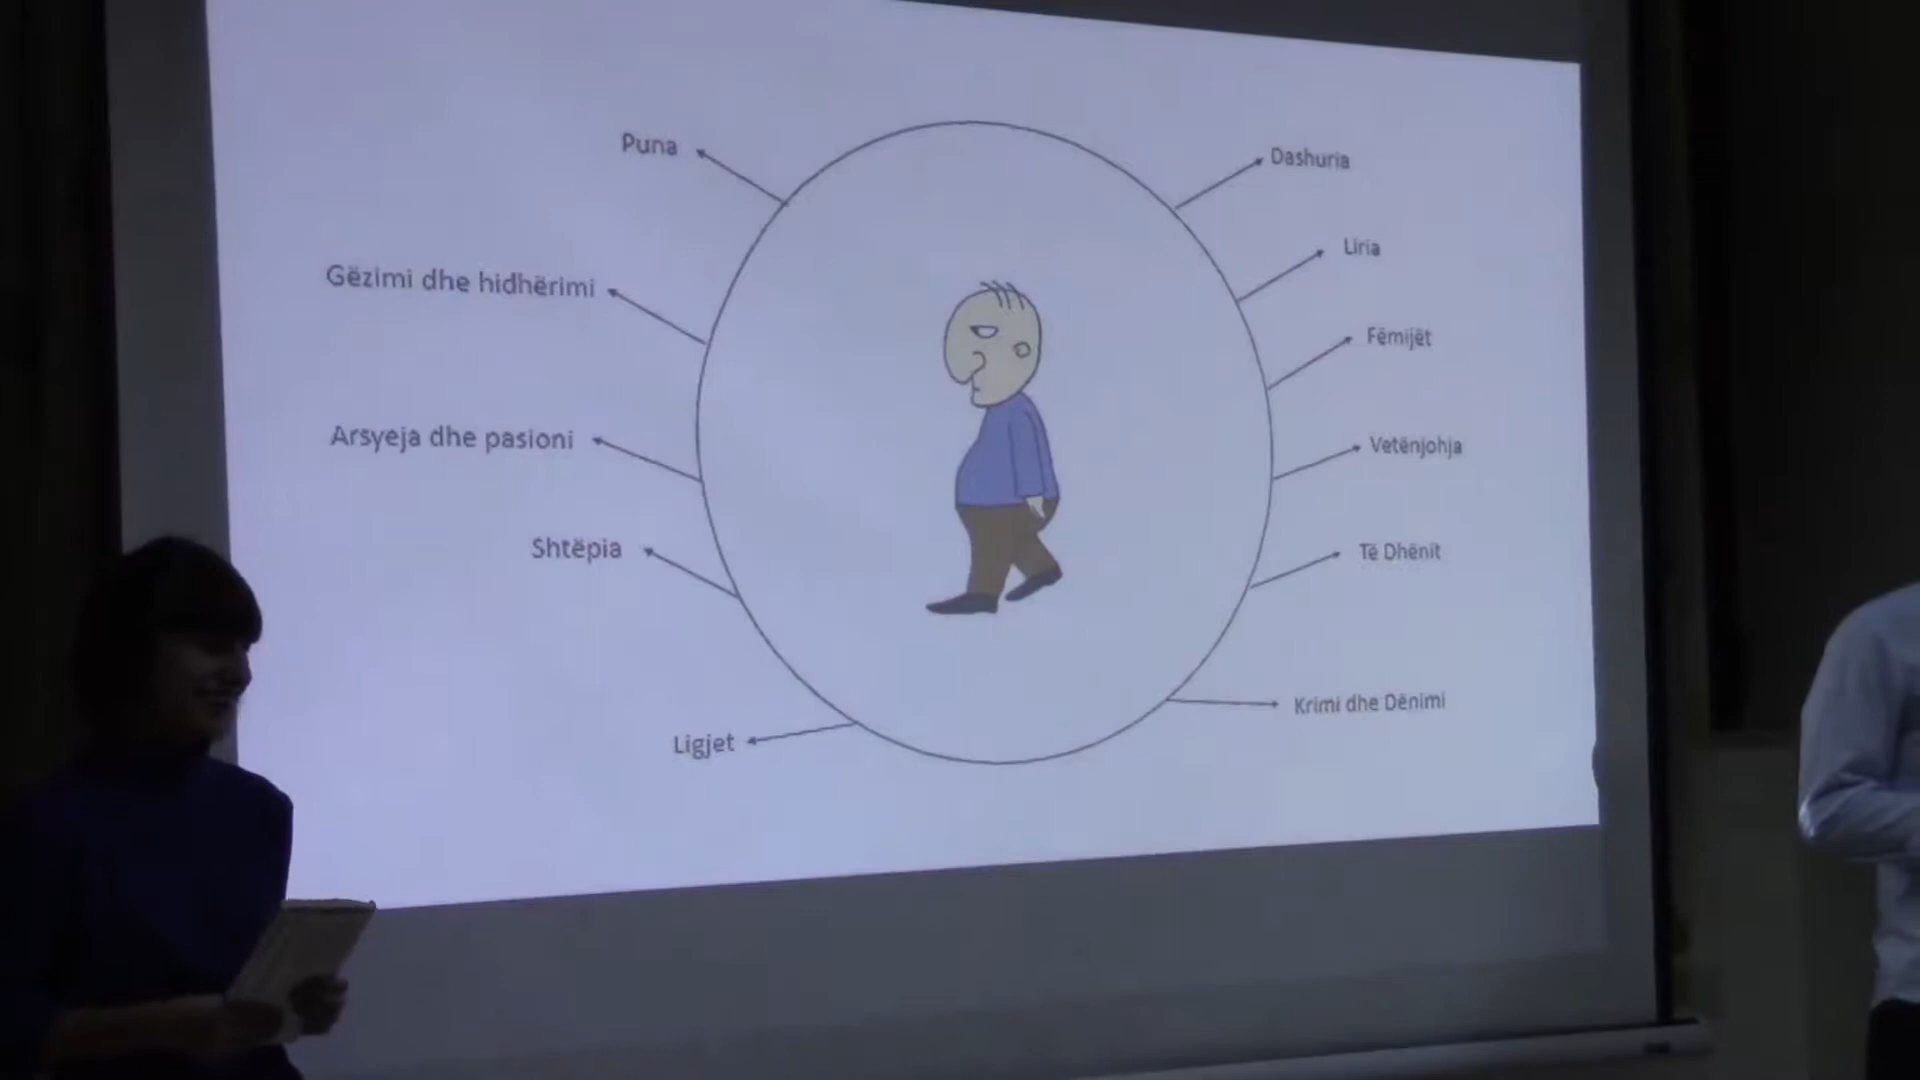 Puna
Gëzimi dhe hidhërimi
Arsyeja dhe pasioni
Shtëpia
Ligjet
Dashuria
Liria
Fëmijët
Vetënjohja
Të Dhënit
Krimi dhe Dënimi